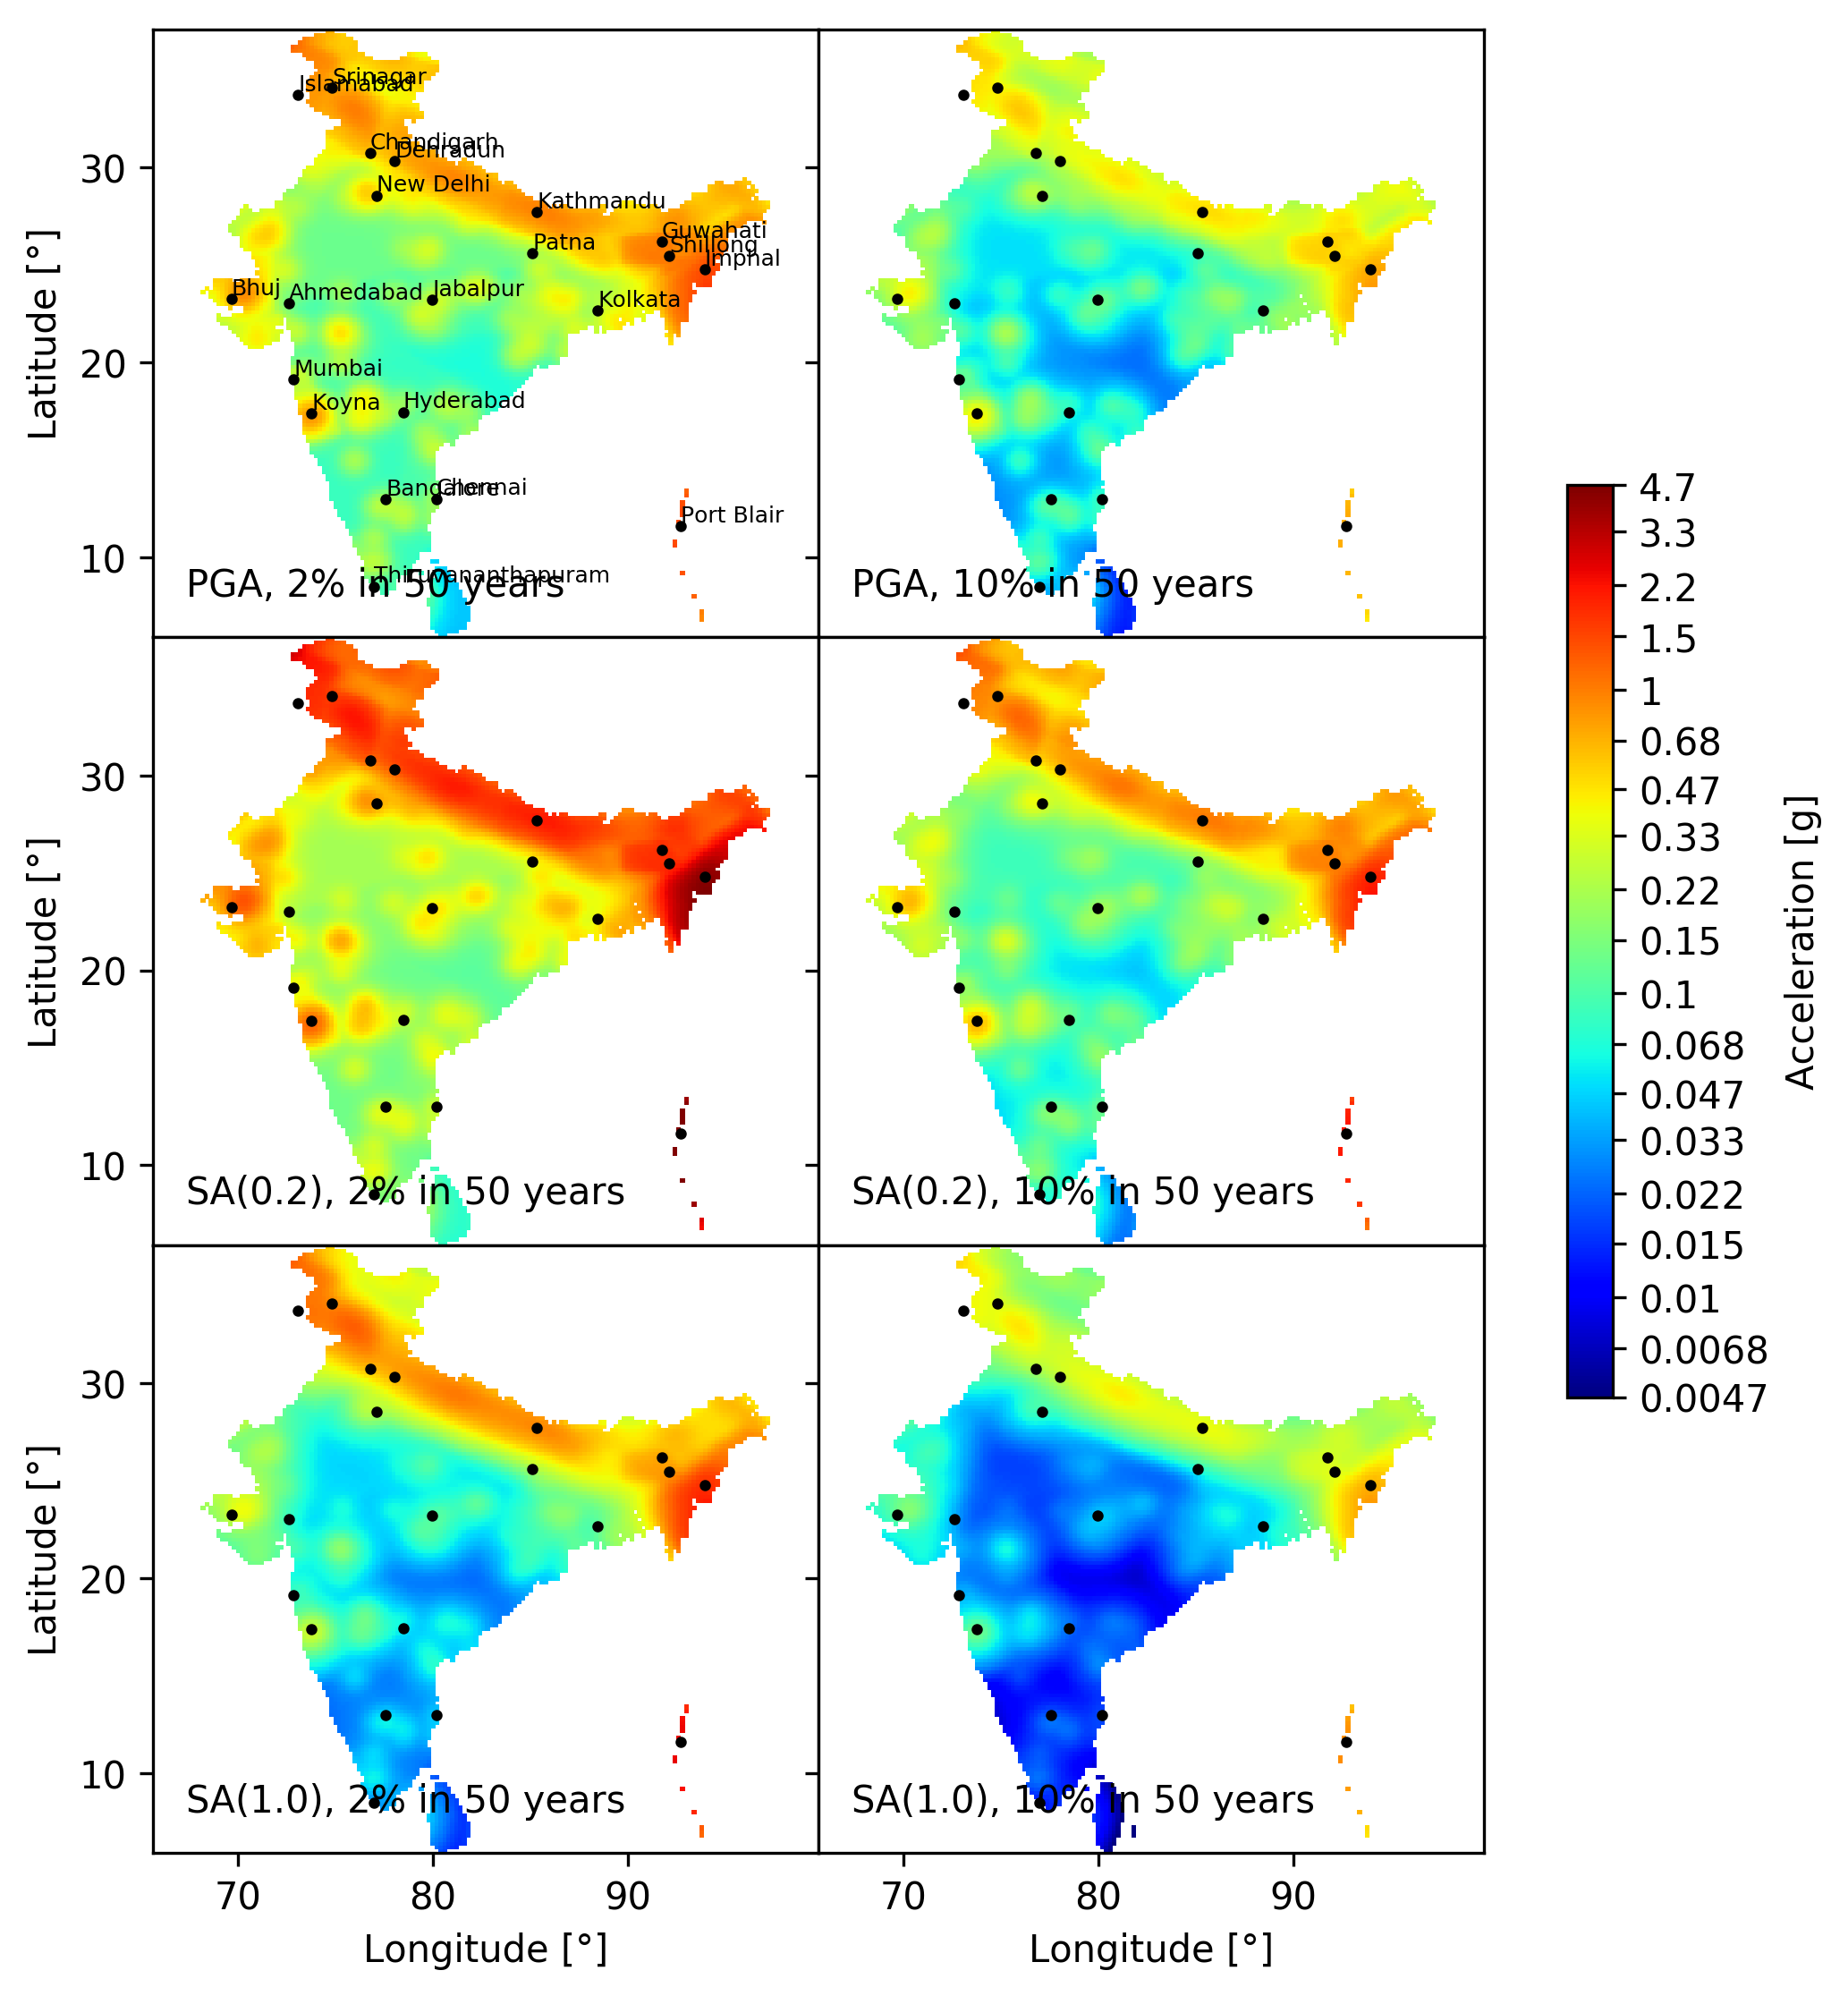 Srinagar
Islamabad
Chandigarh
Dehradun
New Delhi
Kathmandu
Guwahati
Patna
Shillong
Imphal
Bhuj
Ahmedabad
Jabalpur
Kolkata
Mumbai
Koyna
Hyderabad
Bangalore
Chennai
Port Blair
Thiruvananthapuram
PGA, 2% in 50 years
30
20
10
Latitude [°]
PGA, 10% in 50 years
SA(0.2), 2% in 50 years
30
20
10
Latitude [°]
SA(0.2), 10% in 50 years
SA(1.0), 2% in 50 years
30
20
10
Latitude [°]
SA(1.0), 10% in 50 years
70 80 90
70 80 90
Longitude [°]
Longitude [°]
4.7
3.3
2.2
1.5
1
0.68
0.47
0.33
0.22
0.15
0.1
0.068
0.047
0.033
0.022
0.015
0.01
0.0068
0.0047
Acceleration [g]